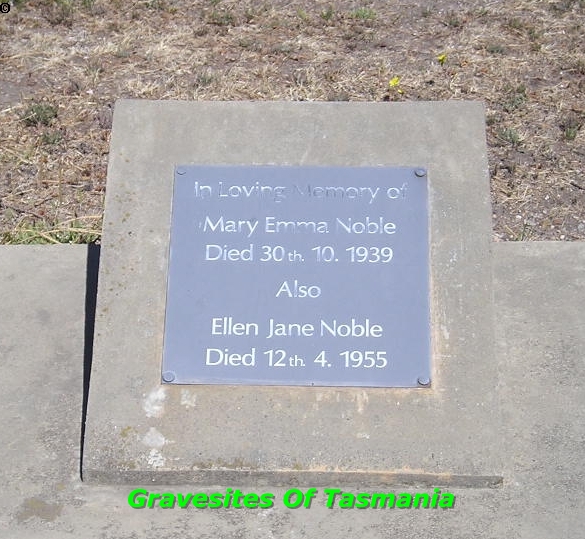 In Loving Memory of
Mary Emma Noble
Died 30th. 10. 1939
Also
Ellen Jane Noble
Died 12th. 4. 1955
Gravesites Of Tasmania